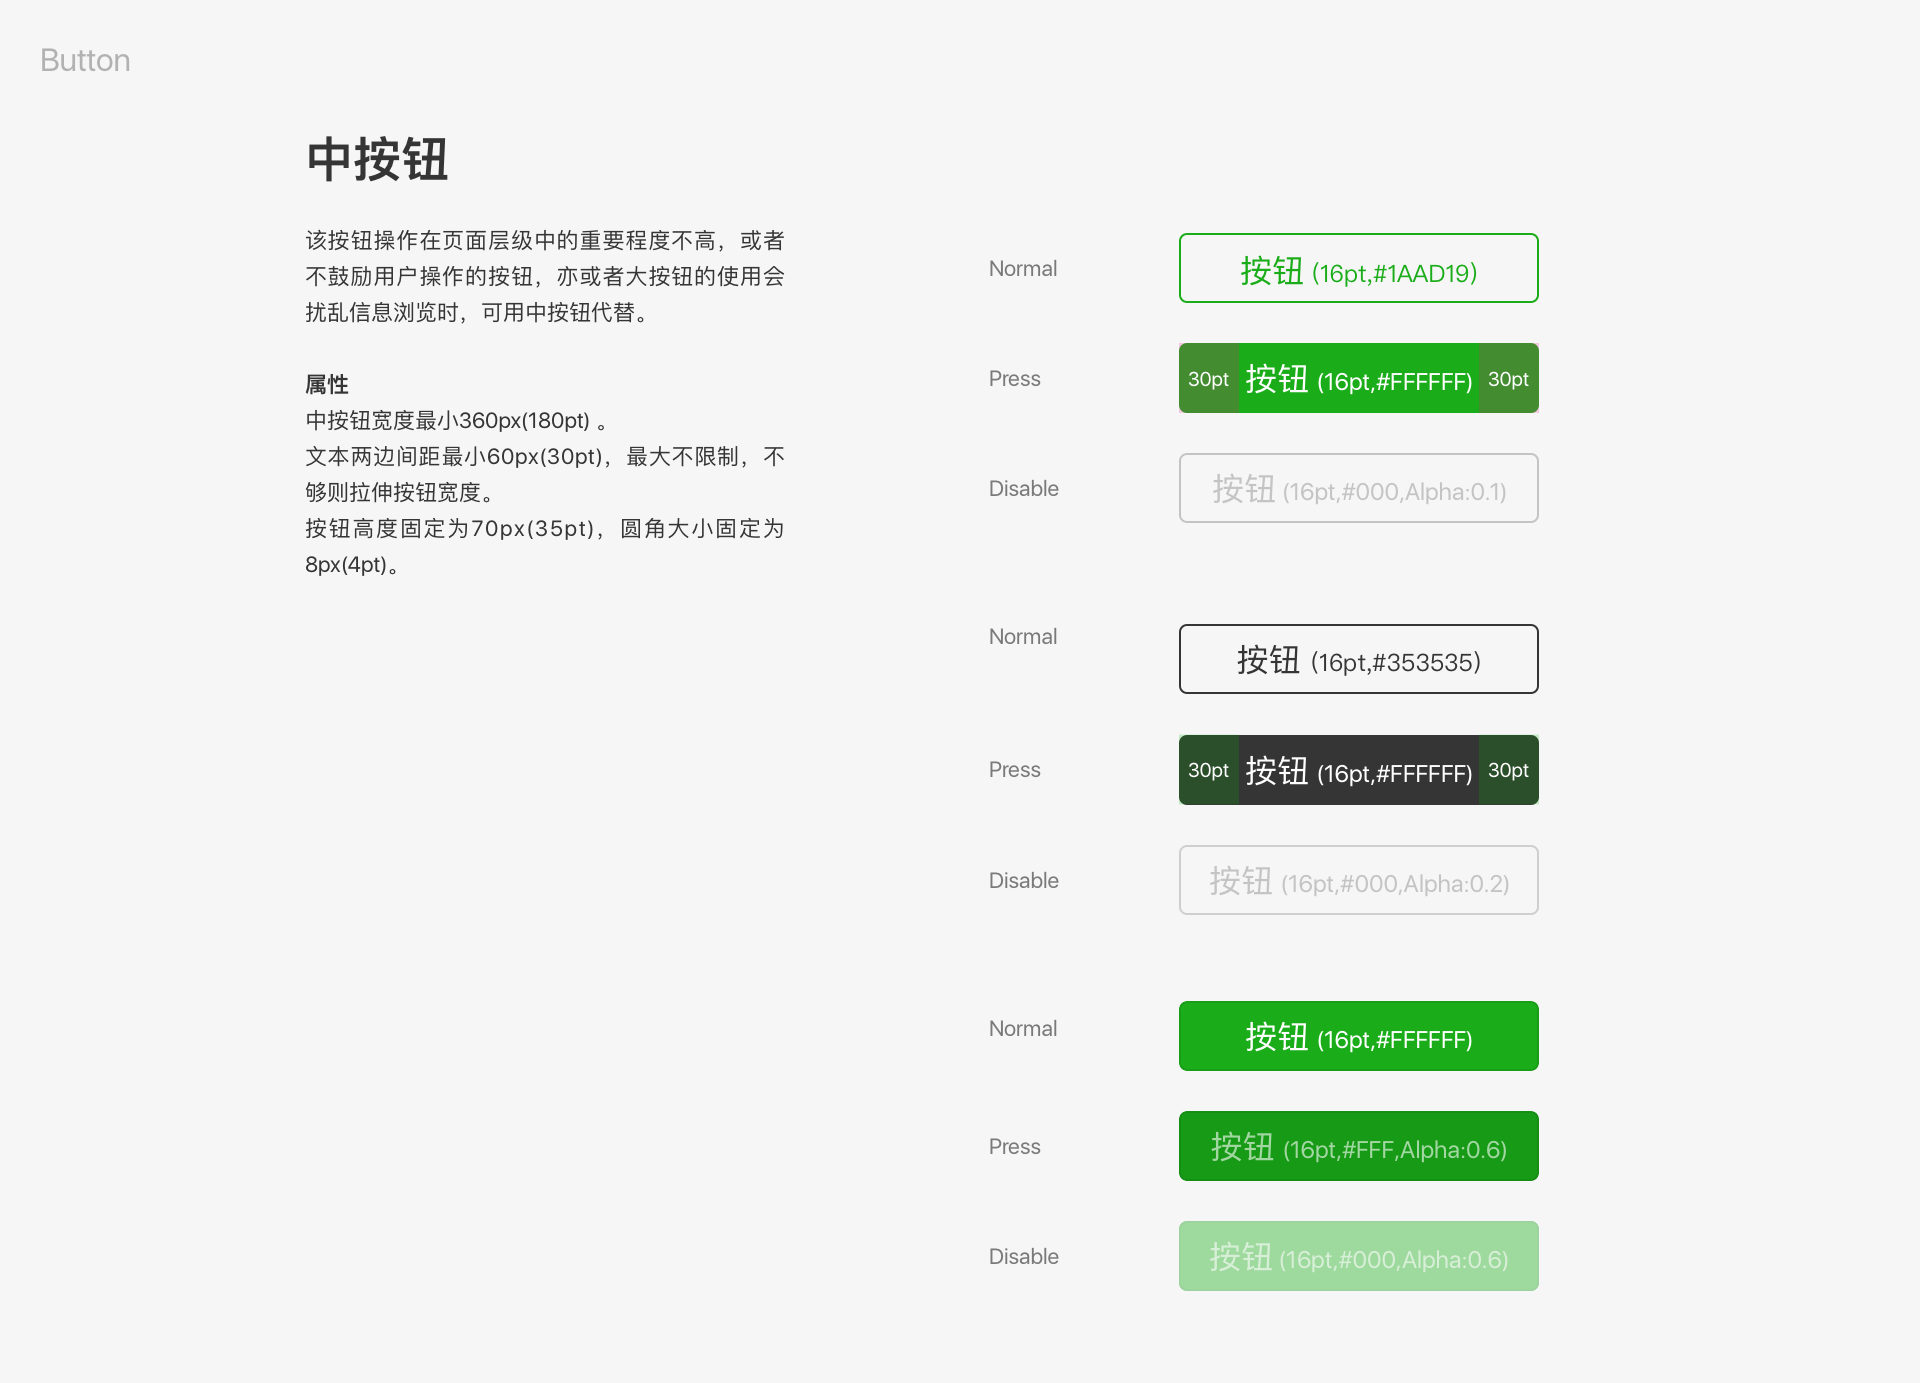 Button
中按钮
该按钮操作在页面层级中的重要程度不高，或者
不鼓励用户操作的按钮，亦或者大按钮的使用会
扰乱信息浏览时，可用中按钮代替。
属性
中按钮宽度最小360px(180pt) 。
文本两边间距最小60px(30pt)，最大不限制，不
够则拉伸按钮宽度。
按钮高度固定为70px(35pt)，圆角大小固定为
8px(4pt)。
Normal
按钮 (16pt,#1AAD19)
Press
30pt 按钮 (16pt,#FFFFFF) 30pt
Disable
按钮 (16pt,#000,Alpha:0.1)
Normal
按钮 (16pt,#353535)
Press
30pt 按钮 (16pt,#FFFFFF) 30pt
Disable
按钮 (16pt,#000,Alpha:0.2)
Normal
按钮 (16pt,#FFFFFF)
Press
按钮 (16pt,#FFF,Alpha:0.6)
Disable
按钮 (16pt,#000,Alpha:0.6)